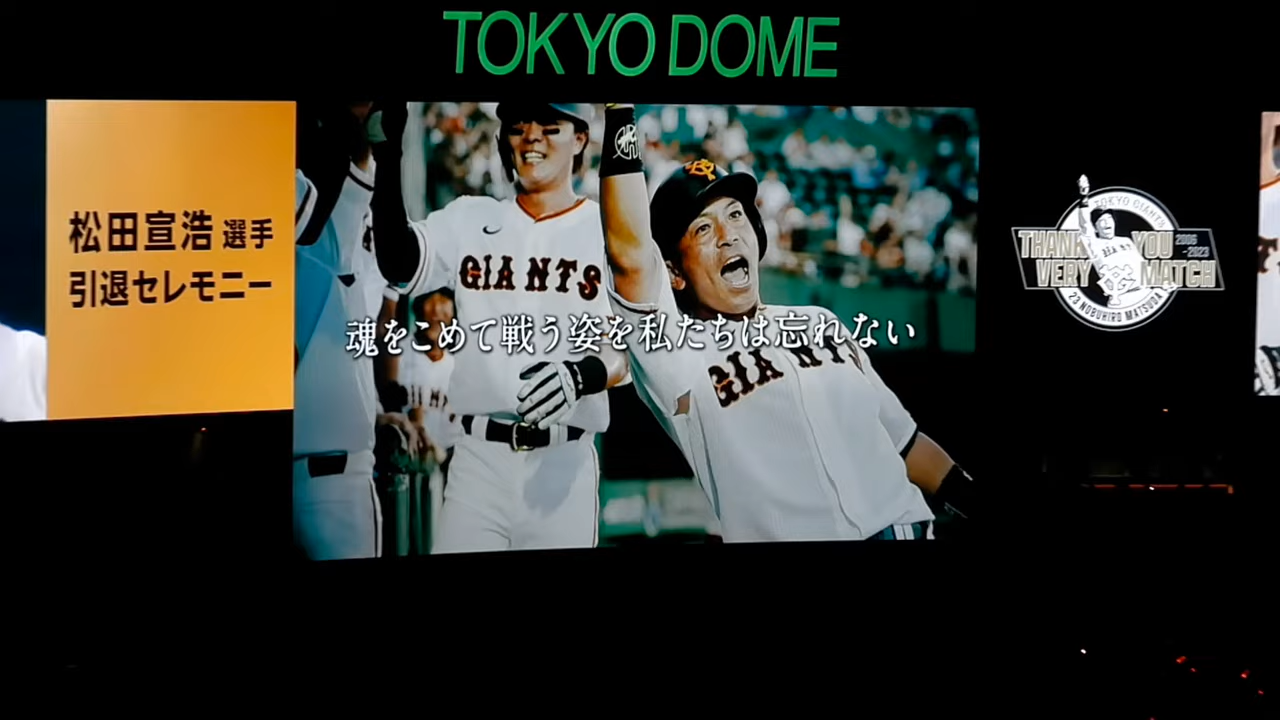 TOKYO DOME
松田宣浩 選手
引退セレモニー
GIANTS
魂をこめて戦う姿を私たちは忘れない
GIANTS
TOKYO GIANTS
THANK YOU
2006
-2023
VERY MATCH
23 NOBUHIRO MATSUDA